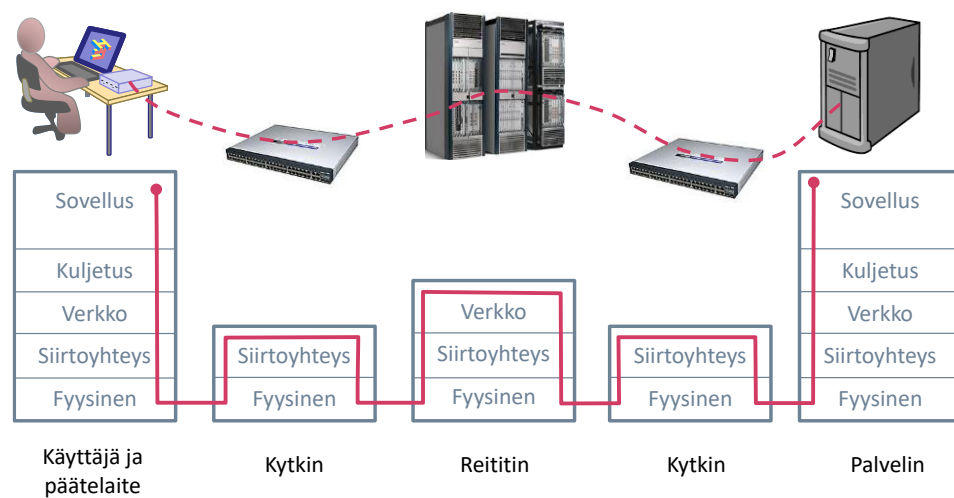 Sovellus
Kuljetus
Verkko
Siirtoyhteys
Fyysinen
Käyttäjä ja
päätelaite
Siirtoyhteys
Fyysinen
Kytkin
Verkko
Siirtoyhteys
Fyysinen
Reititin
Siirtoyhteys
Fyysinen
Kytkin
Sovellus
Kuljetus
Verkko
Siirtoyhteys
Fyysinen
Palvelin